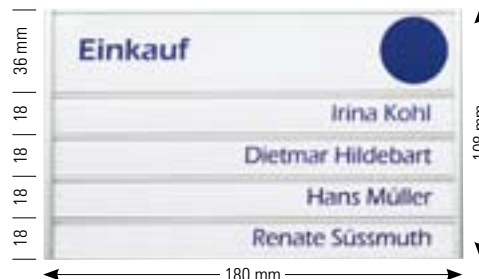 36 mm
Einkauf
18
Irina Kohl
18
Dietmar Hildebart
18
Hans Müller
18
Renate Süssmuth
108 mm
180 mm